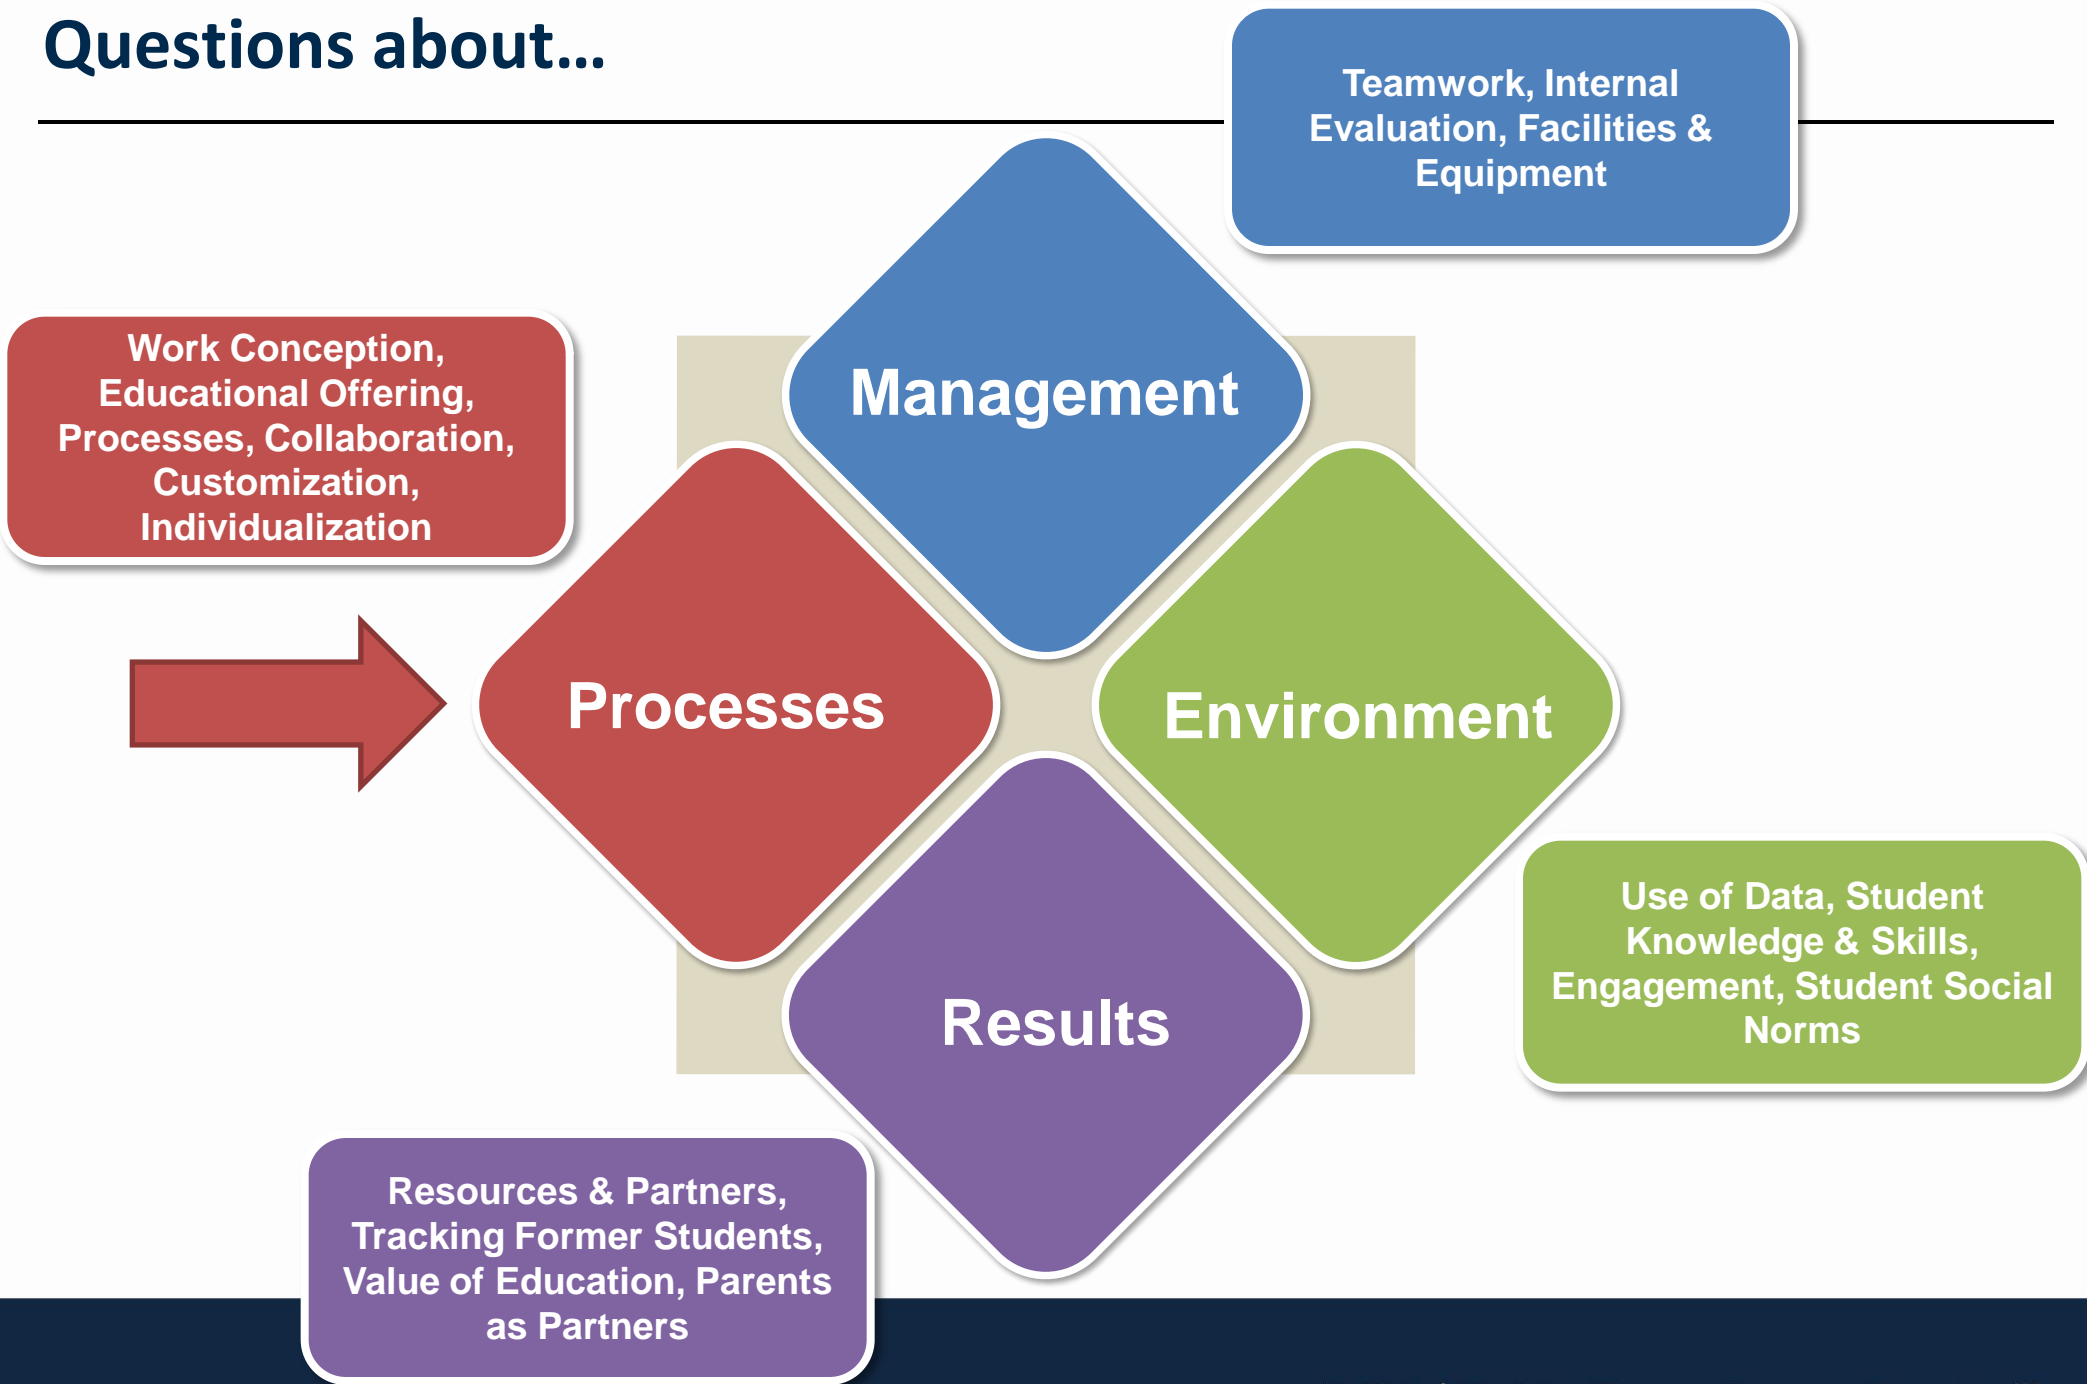 Questions about…
Teamwork, Internal
Evaluation, Facilities &
Equipment
Work Conception,
Educational Offering,
Processes, Collaboration,
Customization,
Individualization
Management
Processes
Environment
Results
Use of Data, Student
Knowledge & Skills,
Engagement, Student Social
Norms
Resources & Partners,
Tracking Former Students,
Value of Education, Parents
as Partners